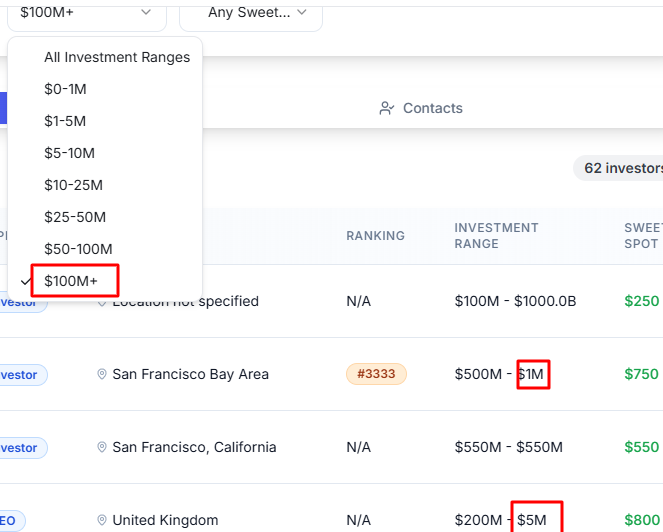 $100M+
Any Sweet...
All Investment Ranges
$0-1M
$1-5M
$5-10M
$10-25M
$25-50M
$50-100M
$100M+
Contacts
62 investors
RANKING
INVESTMENT RANGE
SWEET SPOT
Location not specified
N/A
$100M - $1000.0B
$250
vestor
San Francisco Bay Area
#3333
$500M - $1M
$750
vestor
San Francisco, California
N/A
$550M - $550M
$550
EO
United Kingdom
N/A
$200M - $5M
$800